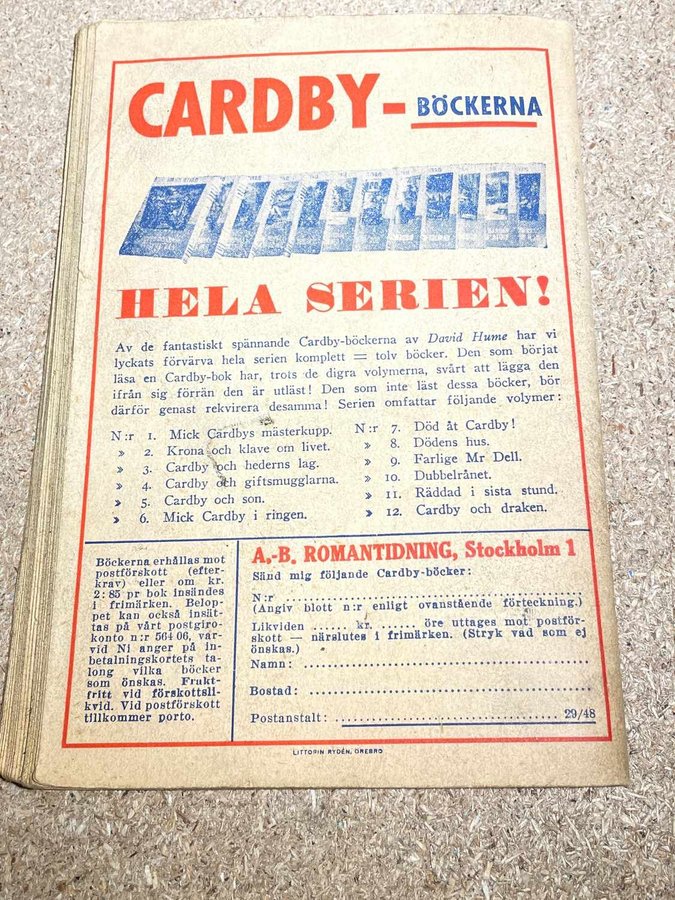 CARDBY-BÖCKERNA
HELA SERIEN!
Av de fantastiskt spännande Cardby-böckerna av David Hume har vi
lyckats förvärva hela serien komplett = tolv böcker. Den som börjat
läsa en Cardby-bok har, trots de digra volymerna, svårt att lägga den
ifrån sig förrän den är utläst! Den som inte läst dessa böcker, bör
därför genast rekvirera desamma! Serien omfattar följande volymer:
N:r 1. Mick Cardbys mästerkupp.
» 2. Krona och klave om livet.
» 3. Cardby och hederns lag.
» 4. Cardby och giftsmugglarna.
» 5. Cardby och son.
» 6. Mick Cardby i ringen.
N:r 7. Död åt Cardby!
» 8. Dödens hus.
» 9. Farlige Mr Dell.
» 10. Dubbelrånet.
» 11. Räddad i sista stund.
» 12. Cardby och draken.
Böckerna erhållas mot
postförskott (efter-
krav) eller om kr.
2:85 pr bok insändes
i frimärken. Belop-
pet kan också insät-
tas på vårt postgiro-
konto n:r 564 06, var-
vid Ni anger på in-
betalningskortets ta-
long vilka böcker
som önskas. Frakt-
fritt vid förskottsli-
kvid. Vid postförskott
tillkommer porto.
A.-B. ROMANTIDNING, Stockholm 1
Sänd mig följande Cardby-böcker:
N:r
(Angiv blott n:r enligt ovanstående förteckning.)
Likviden ...... kr. ...... öre uttages mot postför-
skott — närslutes i frimärken. (Stryk vad som ej
önskas.)
Namn:
Bostad:
Postanstalt: 29/48
LITTORIN RYDÉN, ÖREBRO